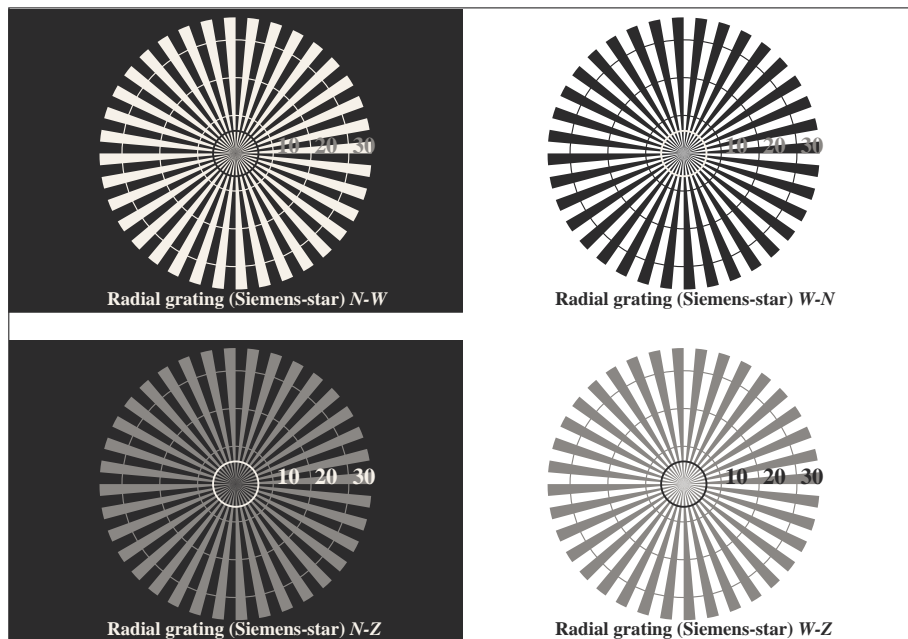 10 20 30
Radial grating (Siemens-star) N-W
10 20 30
Radial grating (Siemens-star) W-N
10 20 30
Radial grating (Siemens-star) N-Z
10 20 30
Radial grating (Siemens-star) W-Z